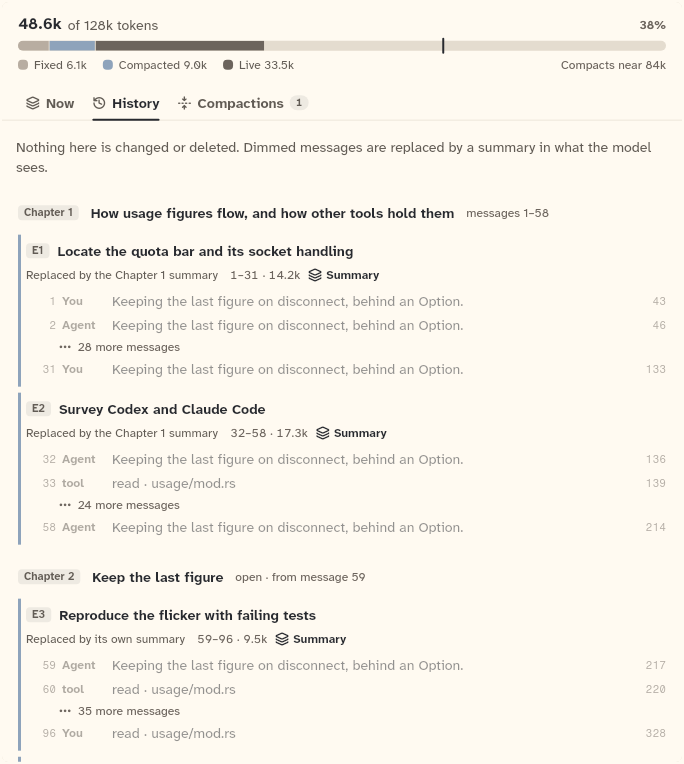 48.6k of 128k tokens 38%
Fixed 6.1k Compacted 9.0k Live 33.5k Compacts near 84k
Now History Compactions 1
Nothing here is changed or deleted. Dimmed messages are replaced by a summary in what the model
sees.
Chapter 1 How usage figures flow, and how other tools hold them messages 1–58
E1 Locate the quota bar and its socket handling
Replaced by the Chapter 1 summary 1–31 · 14.2k Summary
1 You Keeping the last figure on disconnect, behind an Option. 43
2 Agent Keeping the last figure on disconnect, behind an Option. 46
··· 28 more messages
31 You Keeping the last figure on disconnect, behind an Option. 133
E2 Survey Codex and Claude Code
Replaced by the Chapter 1 summary 32–58 · 17.3k Summary
32 Agent Keeping the last figure on disconnect, behind an Option. 136
33 tool read · usage/mod.rs 139
··· 24 more messages
58 Agent Keeping the last figure on disconnect, behind an Option. 214
Chapter 2 Keep the last figure open · from message 59
E3 Reproduce the flicker with failing tests
Replaced by its own summary 59–96 · 9.5k Summary
59 Agent Keeping the last figure on disconnect, behind an Option. 217
60 tool read · usage/mod.rs 220
··· 35 more messages
96 You read · usage/mod.rs 328